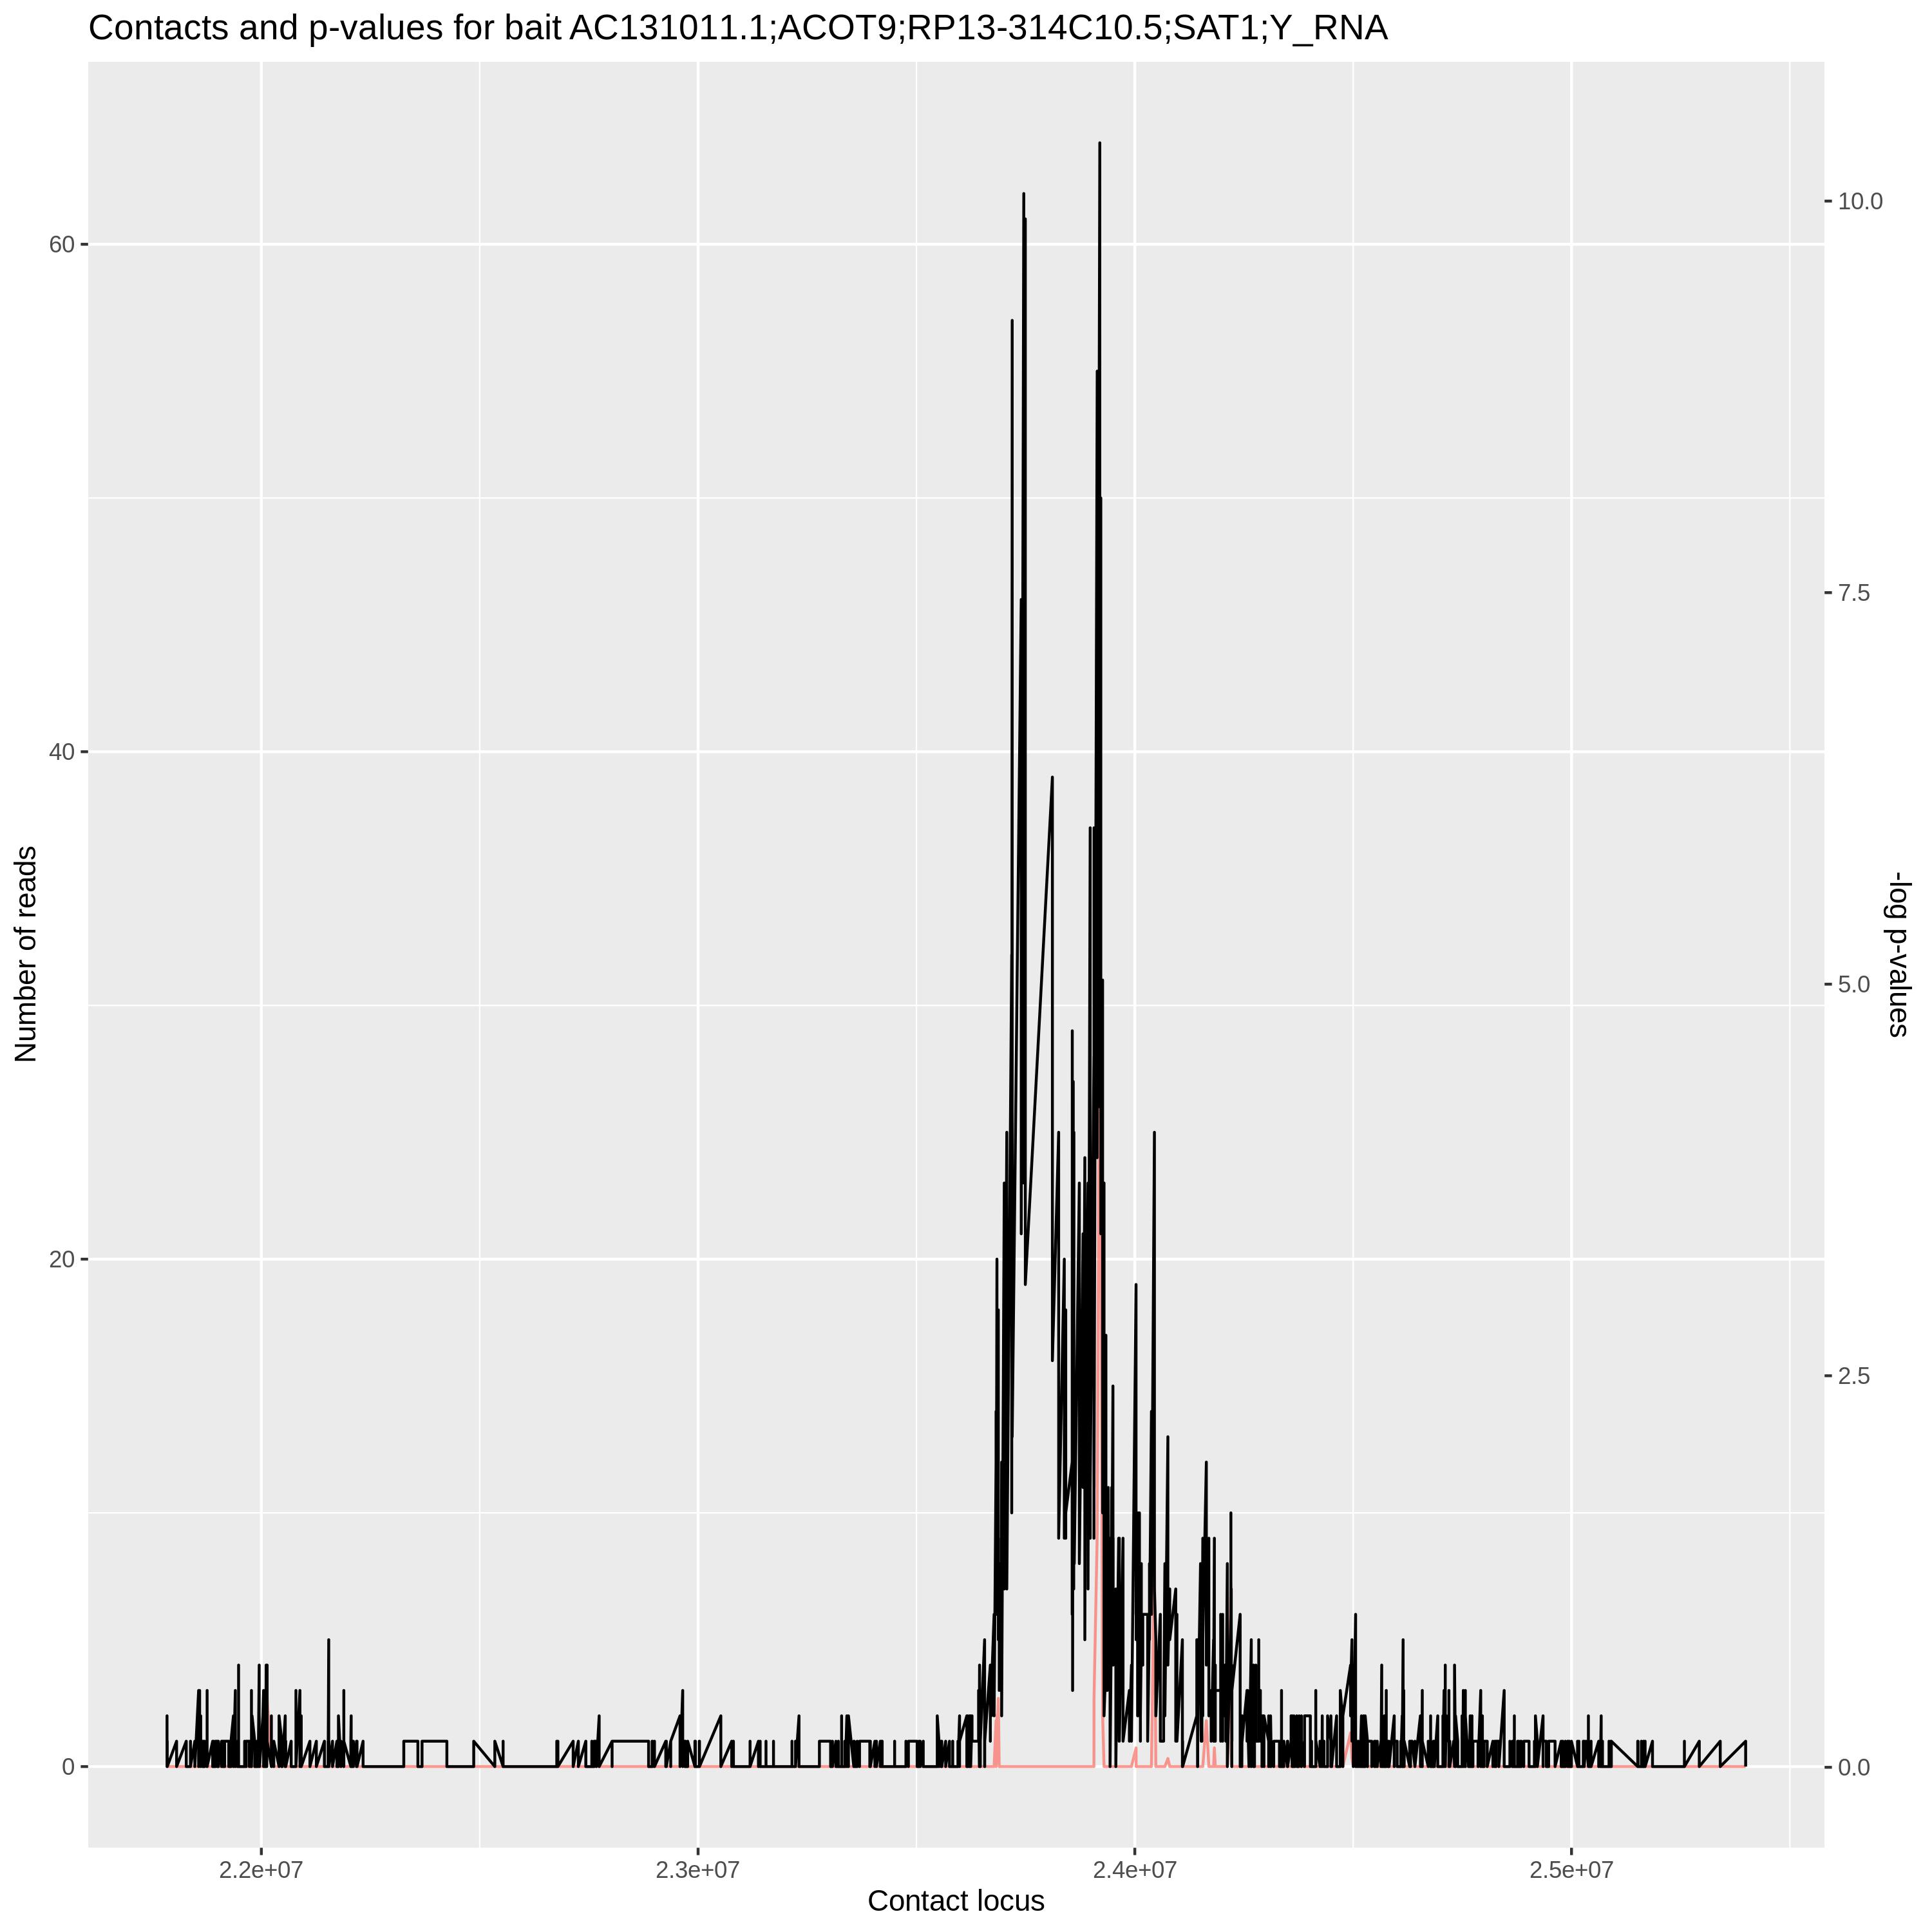 Contacts and p-values for bait AC131011.1;ACOT9;RP13-314C10.5;SAT1;Y_RNA
60
40
20
0
Number of reads
10.0
7.5
5.0
2.5
0.0
-log p-values
2.2e+07
2.3e+07
2.4e+07
2.5e+07
Contact locus